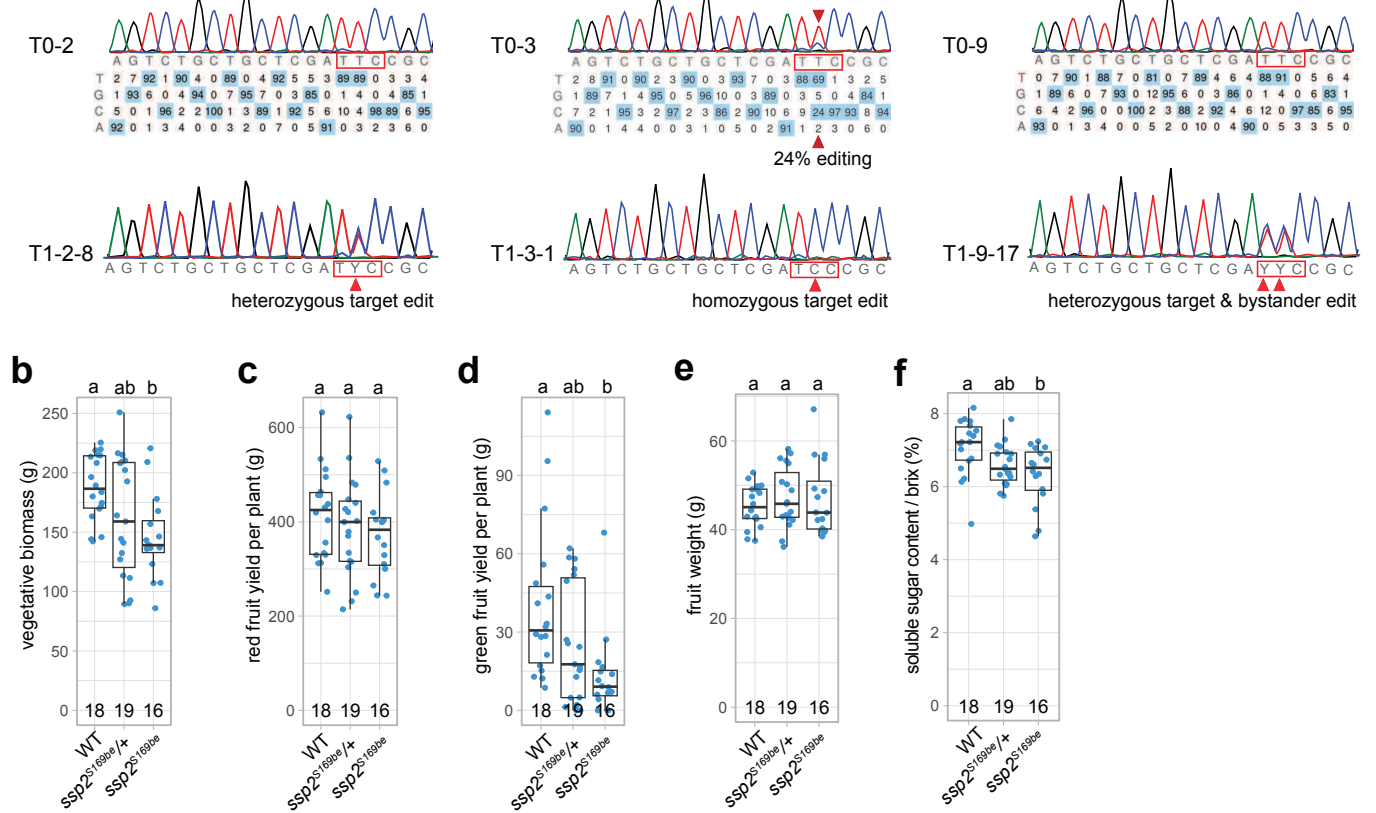 T0-2
A G T C T G C T G C T C G A T T C C G C
T 2 7 92 1 90 4 0 89 0 4 92 5 5 3 89 89 0 3 3 4
G 1 93 6 0 4 94 0 7 95 7 0 3 85 0 1 0 1 4 85 1
C 5 0 1 96 2 2 100 1 3 89 1 92 5 6 10 4 98 89 6 95
A 92 0 1 3 4 0 0 3 2 0 7 0 5 91 0 3 2 3 6 0
T0-3
A G T C T G C T G C T C G A T T C C G C
T 2 8 91 0 90 2 3 90 0 3 93 7 0 3 88 69 1 2 3 5
G 1 89 7 1 4 95 0 5 96 10 0 3 89 0 3 5 0 4 85 1
C 7 2 1 95 2 3 97 2 3 86 2 90 10 6 9 24 97 93 8 94
A 90 0 1 3 4 0 0 3 2 1 6 1 2 91 1 2 3 2 4 0
24% editing
T0-9
A G T C T G C T G C T C G A T T C C G C
T 0 7 90 1 88 7 0 81 0 7 89 4 6 4 88 91 0 5 6 4
G 1 89 6 0 7 93 0 12 95 6 0 3 86 0 0 1 0 6 83 1
C 6 4 2 96 0 0 100 2 3 88 2 92 4 6 12 0 97 85 6 95
A 93 0 1 3 4 0 0 5 2 0 10 0 4 90 0 5 3 3 5 0
T1-2-8
A G T C T G C T G C T C G A T Y C C G C
heterozygous target edit
T1-3-1
A G T C T G C T G C T C G A T C C C G C
homozygous target edit
T1-9-17
A G T C T G C T G C T C G A Y Y C C G C
heterozygous target & bystander edit
b
a ab b
vegetative biomass (g)
250
200
150
100
50
0
18 19 16
WT
ssp2S169be/+
ssp2S169be
c
a a a
red fruit yield per plant (g)
600
400
200
0
18 19 16
WT
ssp2S169be/+
ssp2S169be
d
a ab b
green fruit yield per plant (g)
90
60
30
0
18 19 16
WT
ssp2S169be/+
ssp2S169be
e
a a a
fruit weight (g)
60
40
20
0
18 19 16
WT
ssp2S169be/+
ssp2S169be
f
a ab b
soluble sugar content / brix (%)
8
6
4
2
0
18 19 16
WT
ssp2S169be/+
ssp2S169be